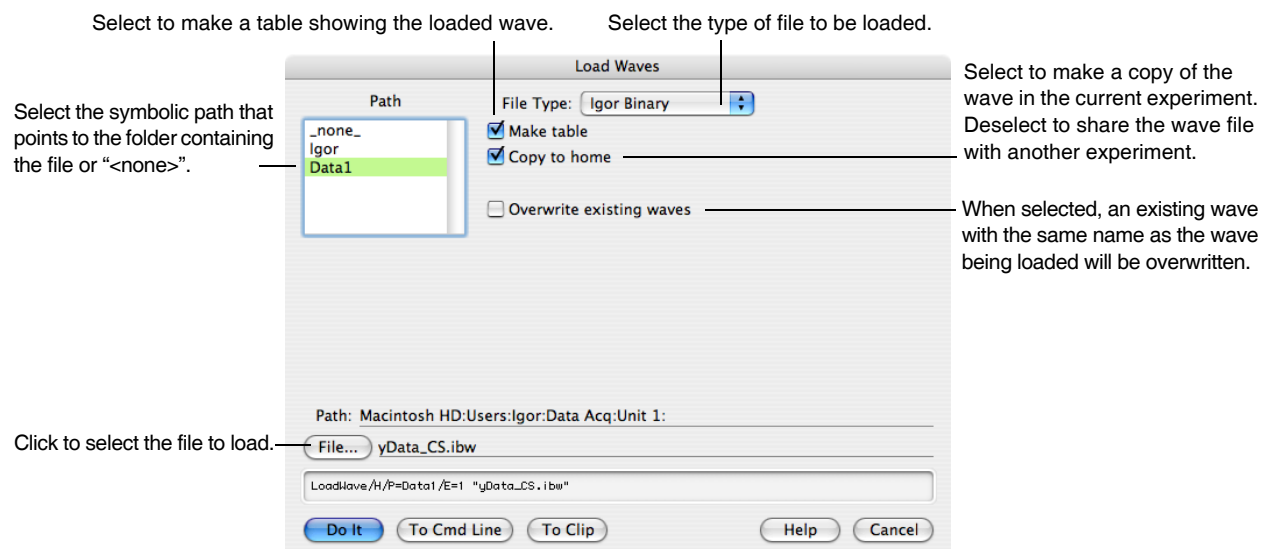 Select to make a table showing the loaded wave.
Select the type of file to be loaded.
Load Waves
Select the symbolic path that
points to the folder containing
the file or “<none>”.
Path
_none_
Igor
Data1
File Type: Igor Binary
Make table
Copy to home
Overwrite existing waves
Select to make a copy of the
wave in the current experiment.
Deselect to share the wave file
with another experiment.
When selected, an existing wave
with the same name as the wave
being loaded will be overwritten.
Path: Macintosh HD:Users:Igor:Data Acq:Unit 1:
Click to select the file to load.
File... yData_CS.ibw
LoadWave/H/P=Data1/E=1 "yData_CS.ibw"
Do It To Cmd Line To Clip Help Cancel